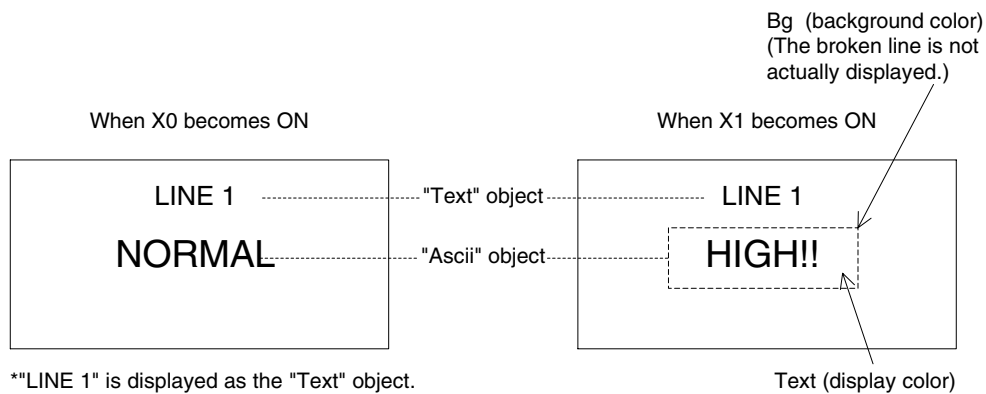 Bg  (background color)
(The broken line is not
actually displayed.)
When X0 becomes ON
When X1 becomes ON
LINE 1
"Text" object
LINE 1
NORMAL
"Ascii" object
HIGH!!
*"LINE 1" is displayed as the "Text" object.
Text (display color)